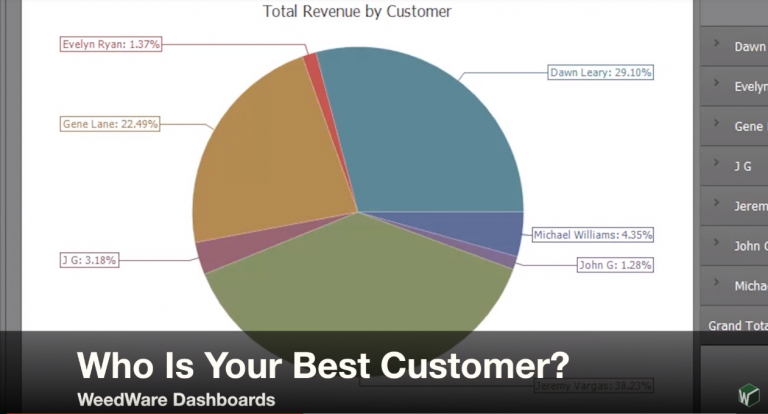 Total Revenue by Customer
Evelyn Ryan: 1.37%
Dawn Leary: 29.10%
Gene Lane: 22.49%
Michael Williams: 4.35%
J G: 3.18%
John G: 1.28%
Jeremy Vargas: 38.23%
Dawn
Evelyn
Gene
J G
Jerem
John G
Micha
Grand Tota
Who Is Your Best Customer?
WeedWare Dashboards